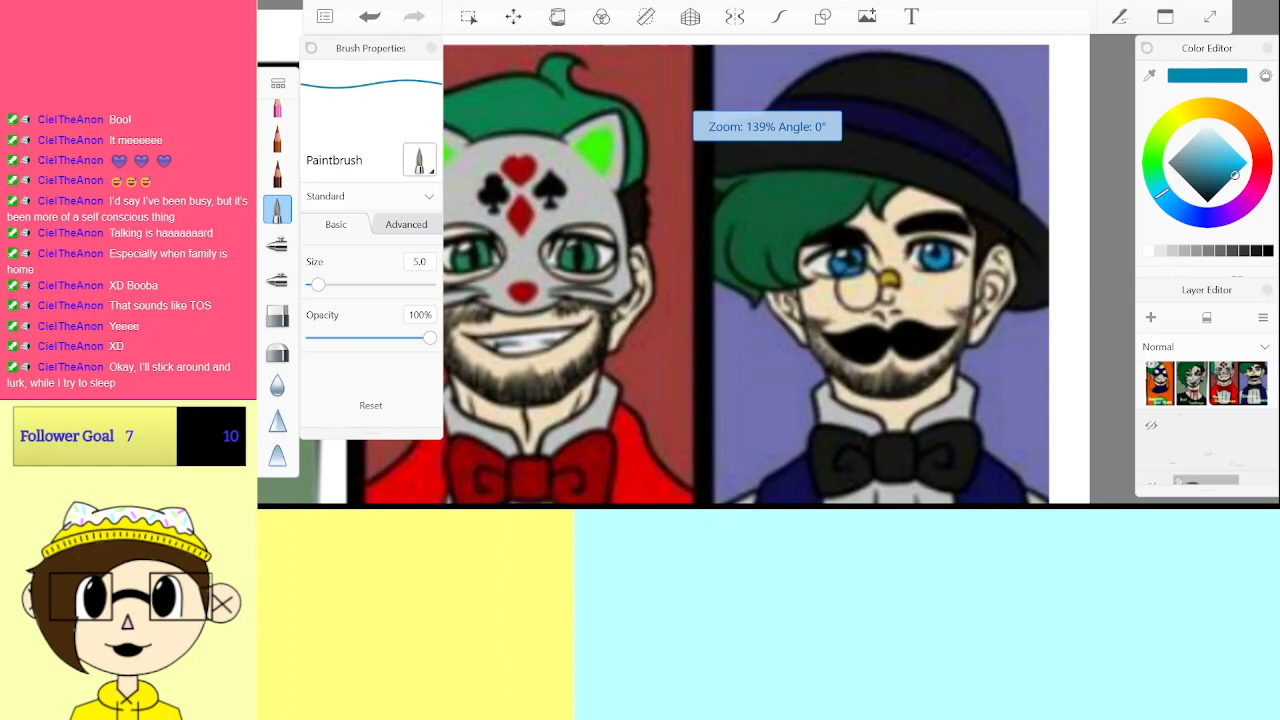 CielTheAnon Boo!
CielTheAnon It meeeeee
CielTheAnon 💜 💜 💜
CielTheAnon 😅 😅 😅
CielTheAnon I'd say I've been busy, but it's
been more of a self conscious thing
CielTheAnon Talking is haaaaaard
CielTheAnon Especially when family is
home
CielTheAnon XD Booba
CielTheAnon That sounds like TOS
CielTheAnon Yeeee
CielTheAnon XD
CielTheAnon Okay, I'll stick around and
lurk, while I try to sleep
Follower Goal 7 10
Brush Properties
Paintbrush
Standard
Basic Advanced
Size 5.0
Opacity 100%
Reset
T
Zoom: 139% Angle: 0°
Color Editor
Layer Editor
Normal